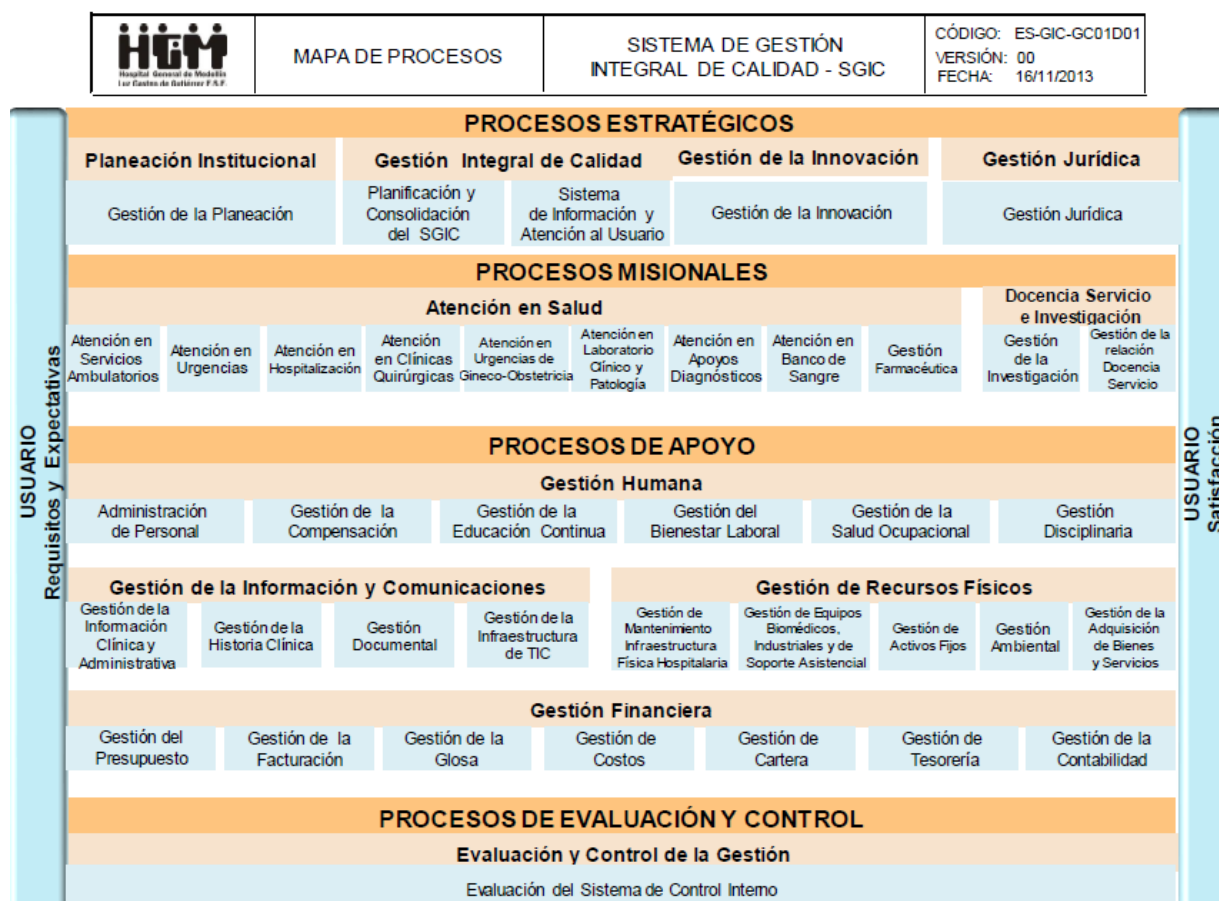 HGM
Hospital General de Medellín
Luz Castro de Gutiérrez E.S.E.
MAPA DE PROCESOS
SISTEMA DE GESTIÓN
INTEGRAL DE CALIDAD - SGIC
CÓDIGO: ES-GIC-GC01D01
VERSIÓN: 00
FECHA: 16/11/2013
USUARIO
Requisitos y Expectativas
PROCESOS ESTRATÉGICOS
Planeación Institucional
Gestión Integral de Calidad
Gestión de la Innovación
Gestión Jurídica
Gestión de la Planeación
Planificación y
Consolidación
del SGIC
Sistema
de Información y
Atención al Usuario
Gestión de la Innovación
Gestión Jurídica
PROCESOS MISIONALES
Atención en Salud
Docencia Servicio
e Investigación
Atención en
Servicios
Ambulatorios
Atención en
Urgencias
Atención en
Hospitalización
Atención
en Clínicas
Quirúrgicas
Atención en
Urgencias de
Gineco-Obstetricia
Atención en
Laboratorio
Clínico y
Patología
Atención en
Apoyos
Diagnósticos
Atención en
Banco de
Sangre
Gestión
Farmacéutica
Gestión
de la
Investigación
Gestión de la
relación
Docencia
Servicio
PROCESOS DE APOYO
Gestión Humana
Administración
de Personal
Gestión de la
Compensación
Gestión de la
Educación Continua
Gestión del
Bienestar Laboral
Gestión de la
Salud Ocupacional
Gestión
Disciplinaria
Gestión de la Información y Comunicaciones
Gestión de la
Información
Clínica y
Administrativa
Gestión de la
Historia Clínica
Gestión
Documental
Gestión de la
Infraestructura
de TIC
Gestión de Recursos Físicos
Gestión de
Mantenimiento
Infraestructura
Física Hospitalaria
Gestión de Equipos
Biomédicos,
Industriales y de
Soporte Asistencial
Gestión de
Activos Fijos
Gestión
Ambiental
Gestión de la
Adquisición
de Bienes
y Servicios
Gestión Financiera
Gestión del
Presupuesto
Gestión de la
Facturación
Gestión de la
Glosa
Gestión de
Costos
Gestión de
Cartera
Gestión de
Tesorería
Gestión de la
Contabilidad
PROCESOS DE EVALUACIÓN Y CONTROL
Evaluación y Control de la Gestión
Evaluación del Sistema de Control Interno
USUARIO
Satisfacción